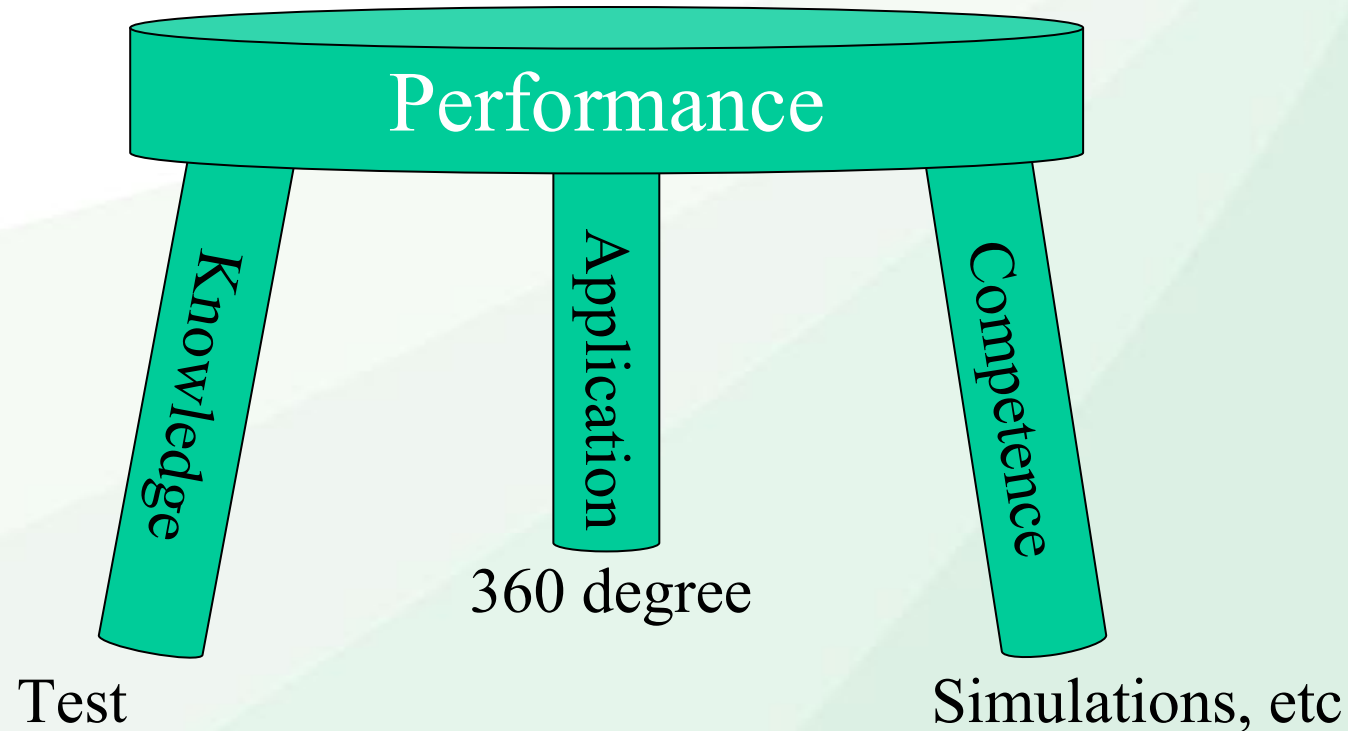 Performance
Knowledge
Application
Competence
360 degree
Test
Simulations, etc